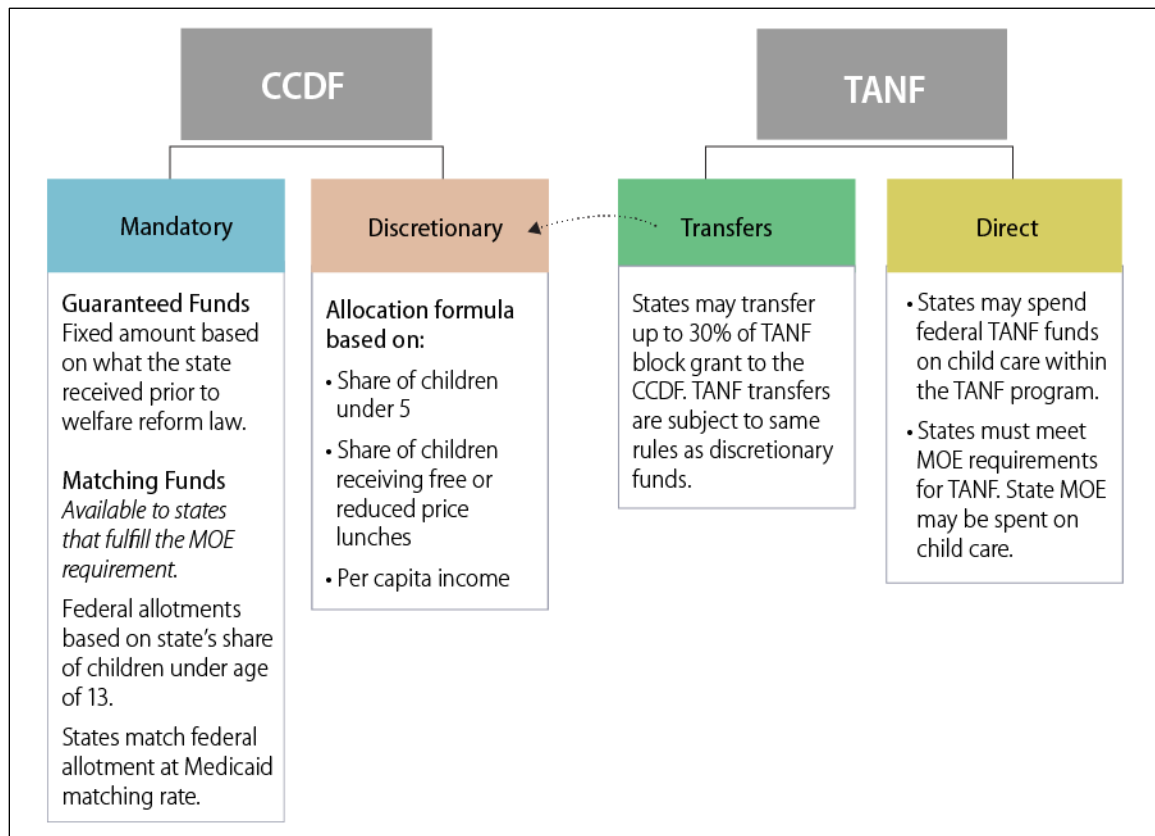 CCDF
TANF
Mandatory
Discretionary
Transfers
Direct
Guaranteed Funds
Fixed amount based
on what the state
received prior to
welfare reform law.
Matching Funds
Available to states
that fulfill the MOE
requirement.
Federal allotments
based on state's share
of children under age
of 13.
States match federal
allotment at Medicaid
matching rate.
Allocation formula
based on:
• Share of children
under 5
• Share of children
receiving free or
reduced price
lunches
• Per capita income
States may transfer
up to 30% of TANF
block grant to the
CCDF. TANF transfers
are subject to same
rules as discretionary
funds.
• States may spend
federal TANF funds
on child care within
the TANF program.
• States must meet
MOE requirements
for TANF. State MOE
may be spent on
child care.